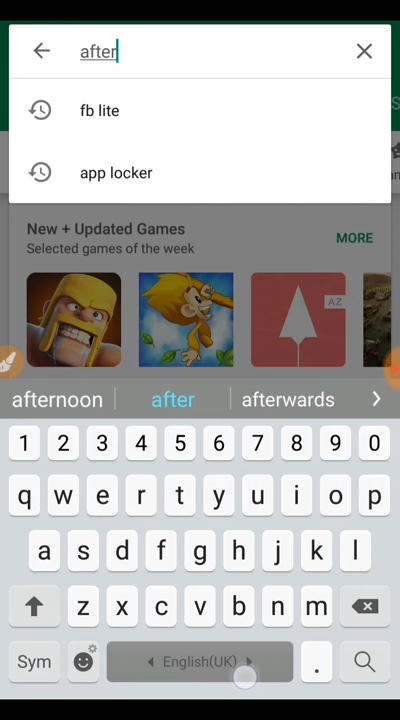 after
fb lite
app locker
New + Updated Games
Selected games of the week
MORE
AZ
afternoon after afterwards
1 2 3 4 5 6 7 8 9 0
q w e r t y u i o p
a s d f g h j k l
z x c v b n m
Sym English(UK) .